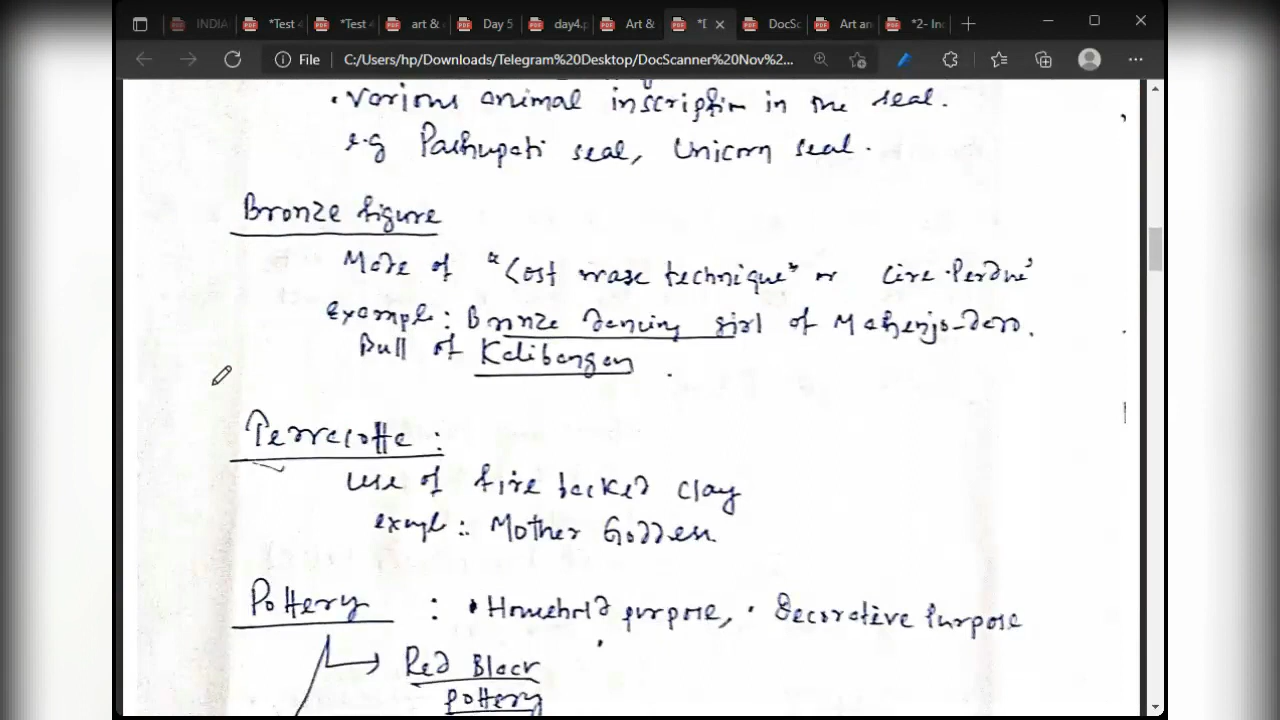 INDIA *Test *Test art & Day 5 day4. Art & *[ DocSc Art an *2- In
File C:/Users/hp/Downloads/Telegram%20Desktop/DocScanner%20Nov%2...
. Various animal inscription in the seal.
e.g Pashupati seal, Unicorn seal.
Bronze figure
Made of "Lost wase technique" or Cire-Perdue'
Example: Bronze dancing girl of Mohenjo-daro.
Bull of Kalibangan
Terracotta :
use of fire backed clay
exmpl :: Mother Goddess
Pottery : • Household purpose, • Decorative Purpose
Red Black
Pottery